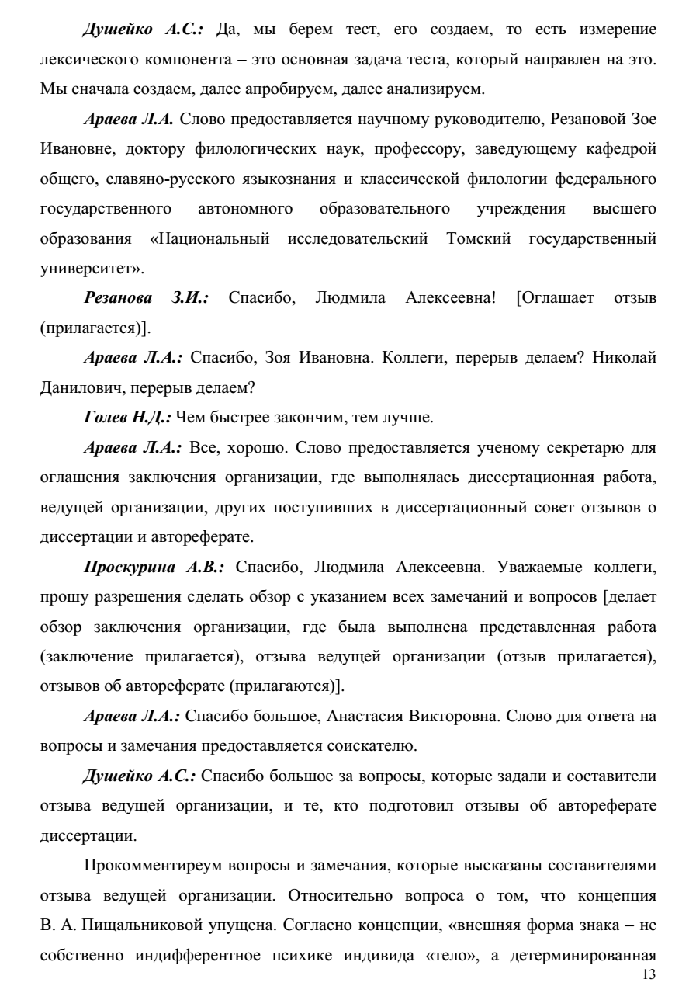 Душейко А.С.: Да, мы берем тест, его создаем, то есть измерение
лексического компонента – это основная задача теста, который направлен на это.
Мы сначала создаем, далее апробируем, далее анализируем.
Араева Л.А. Слово предоставляется научному руководителю, Резановой Зое
Ивановне, доктору филологических наук, профессору, заведующему кафедрой
общего, славяно-русского языкознания и классической филологии федерального
государственного автономного образовательного учреждения высшего
образования «Национальный исследовательский Томский государственный
университет».
Резанова З.И.: Спасибо, Людмила Алексеевна! [Оглашает отзыв
(прилагается)].
Араева Л.А.: Спасибо, Зоя Ивановна. Коллеги, перерыв делаем? Николай
Данилович, перерыв делаем?
Голев Н.Д.: Чем быстрее закончим, тем лучше.
Араева Л.А.: Все, хорошо. Слово предоставляется ученому секретарю для
оглашения заключения организации, где выполнялась диссертационная работа,
ведущей организации, других поступивших в диссертационный совет отзывов о
диссертации и автореферате.
Проскурина А.В.: Спасибо, Людмила Алексеевна. Уважаемые коллеги,
прошу разрешения сделать обзор с указанием всех замечаний и вопросов [делает
обзор заключения организации, где была выполнена представленная работа
(заключение прилагается), отзыва ведущей организации (отзыв прилагается),
отзывов об автореферате (прилагаются)].
Араева Л.А.: Спасибо большое, Анастасия Викторовна. Слово для ответа на
вопросы и замечания предоставляется соискателю.
Душейко А.С.: Спасибо большое за вопросы, которые задали и составители
отзыва ведущей организации, и те, кто подготовил отзывы об автореферате
диссертации.
Прокомментиреум вопросы и замечания, которые высказаны составителями
отзыва ведущей организации. Относительно вопроса о том, что концепция
В. А. Пищальниковой упущена. Согласно концепции, «внешняя форма знака – не
собственно индифферентное психике индивида «тело», а детерминированная
13